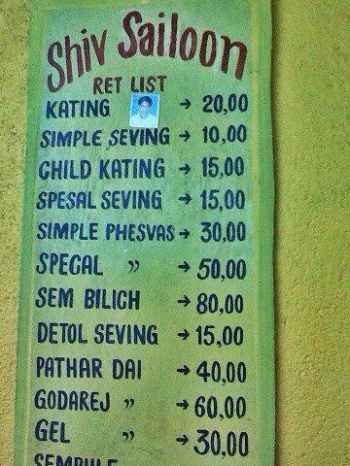 Shiv Sailoon
RET LIST
KATING → 20,00
SIMPLE SEVING → 10,00
CHILD KATING → 15,00
SPESAL SEVING → 15,00
SIMPLE PHESVAS → 30,00
SPECAL ” → 50,00
SEM BILICH → 80,00
DETOL SEVING → 15,00
PATHAR DAI → 40,00
GODAREJ ” → 60,00
GEL ” → 30,00